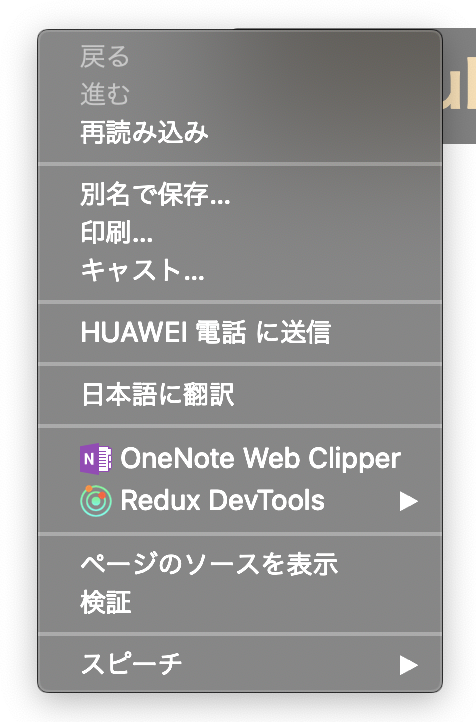 戻る
進む
再読み込み
別名で保存...
印刷...
キャスト...
HUAWEI 電話 に送信
日本語に翻訳
N OneNote Web Clipper
Redux DevTools
ページのソースを表示
検証
スピーチ